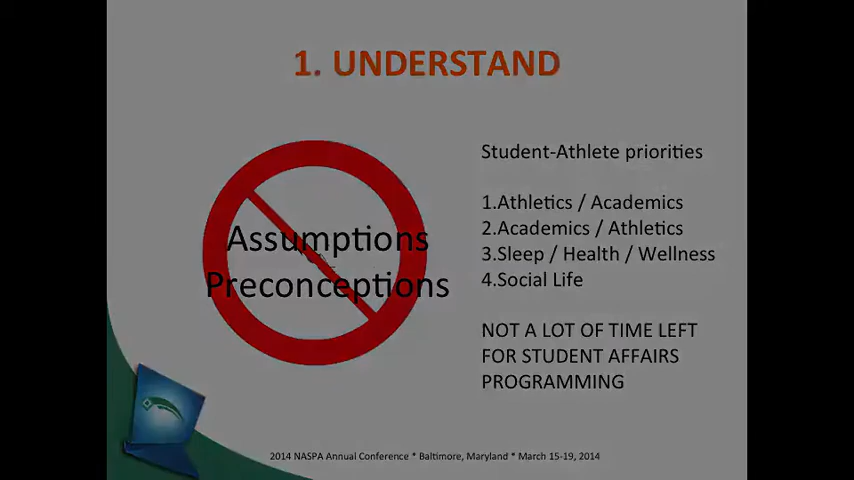 1. UNDERSTAND
Assumptions
Preconceptions
Student-Athlete priorities
1.Athletics / Academics
2.Academics / Athletics
3.Sleep / Health / Wellness
4.Social Life
NOT A LOT OF TIME LEFT
FOR STUDENT AFFAIRS
PROGRAMMING
2014 NASPA Annual Conference * Baltimore, Maryland * March 15-19, 2014